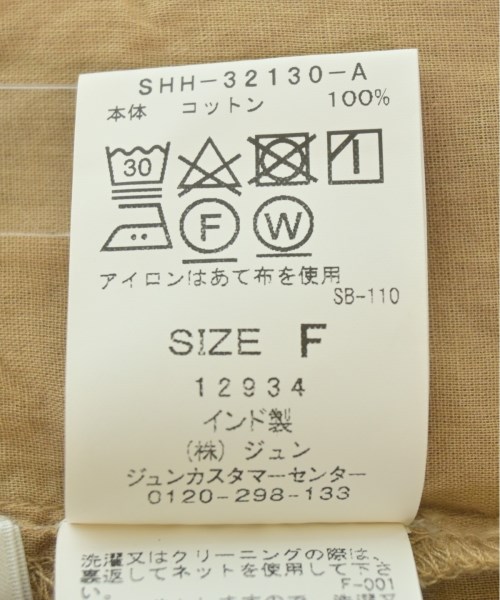 SHH-32130-A
本体 コットン 100%
30
F W
アイロンはあて布を使用
SB-110
SIZE F
12934
インド製
(株) ジュン
ジュンカスタマーセンター
0120-298-133
洗濯又はクリーニングの際は、
裏返してネットを使用して下さ
い。 F-001